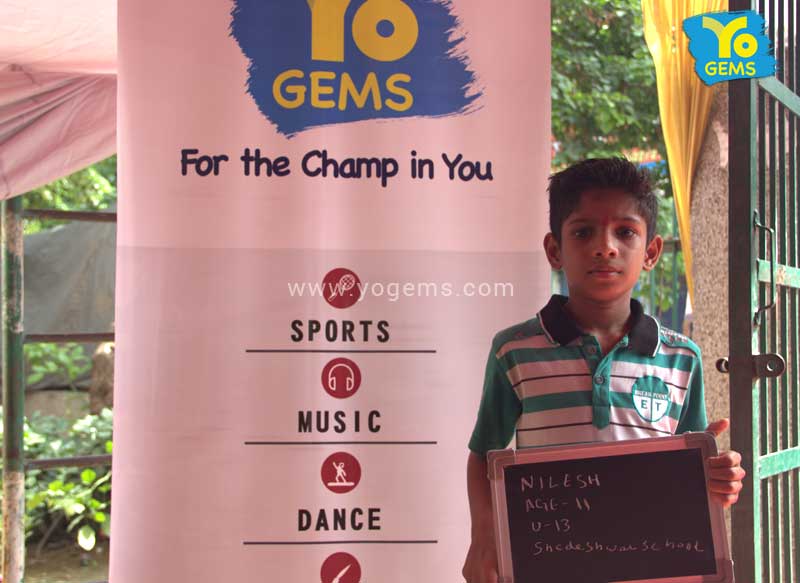 Yo
GEMS
For the Champ in You
SPORTS
MUSIC
DANCE
www.yogems.com
Yo
GEMS
E T
NILESH
AGE-11
U-13
School